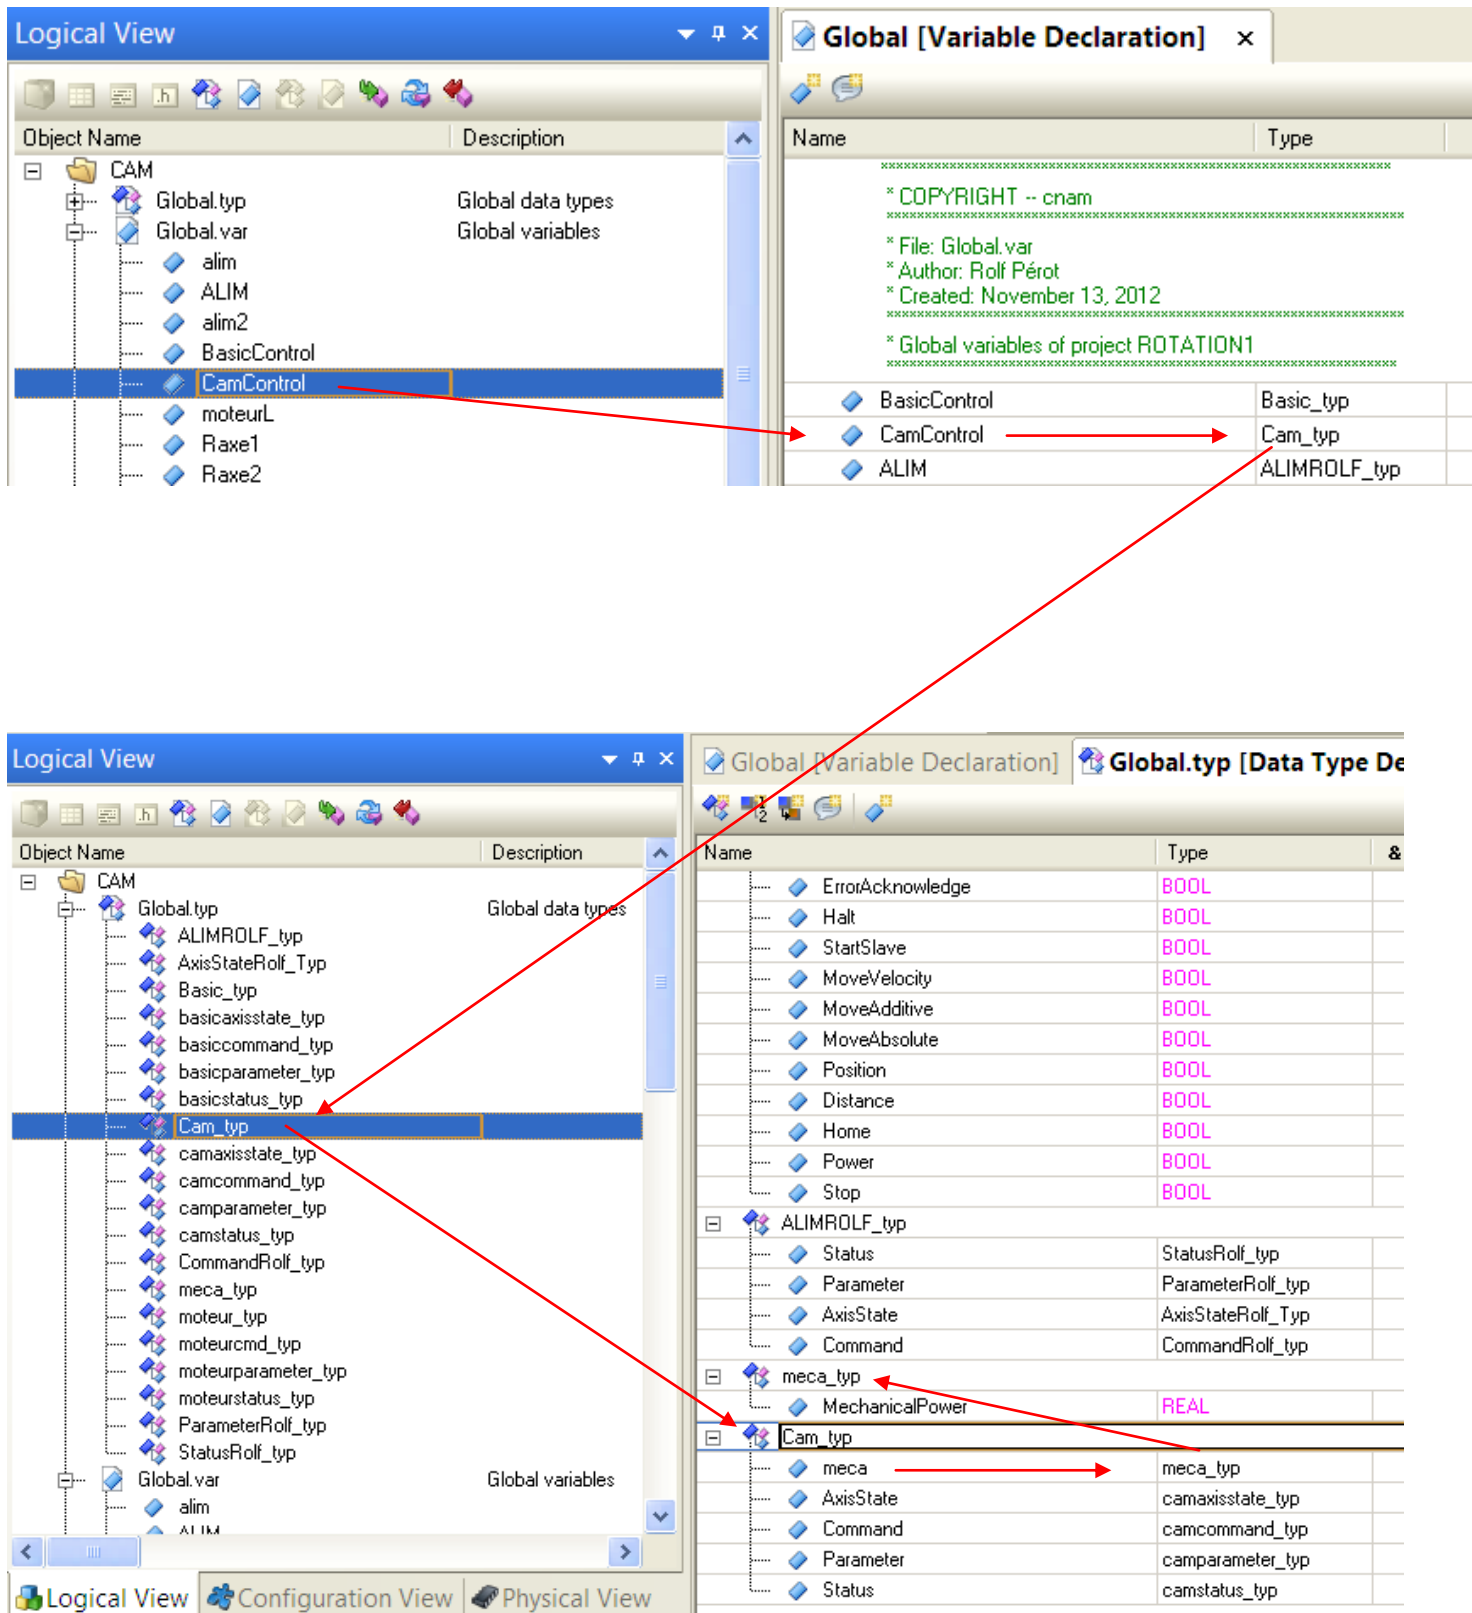 Logical View
Object Name Description
CAM
Global.typ Global data types
Global.var Global variables
alim
ALIM
alim2
BasicControl
CamControl
moteurL
Raxe1
Raxe2
Global [Variable Declaration] ×
Name Type
* COPYRIGHT -- cnam
* File: Global.var
* Author: Rolf Pérot
* Created: November 13, 2012
* Global variables of project ROTATION1
BasicControl Basic_typ
CamControl Cam_typ
ALIM ALIMROLF_typ
Logical View
Object Name Description
CAM
Global.typ Global data types
ALIMROLF_typ
AxisStateRolf_Typ
Basic_typ
basicaxisstate_typ
basiccommand_typ
basicparameter_typ
basicstatus_typ
Cam_typ
camaxisstate_typ
camcommand_typ
camparameter_typ
camstatus_typ
CommandRolf_typ
meca_typ
moteur_typ
moteurcmd_typ
moteurparameter_typ
moteurstatus_typ
ParameterRolf_typ
StatusRolf_typ
Global.var Global variables
alim
ALIM
Logical View Configuration View Physical View
Global [Variable Declaration] Global.typ [Data Type De
Name Type &
ErrorAcknowledge BOOL
Halt BOOL
StartSlave BOOL
MoveVelocity BOOL
MoveAdditive BOOL
MoveAbsolute BOOL
Position BOOL
Distance BOOL
Home BOOL
Power BOOL
Stop BOOL
ALIMROLF_typ
Status StatusRolf_typ
Parameter ParameterRolf_typ
AxisState AxisStateRolf_Typ
Command CommandRolf_typ
meca_typ
MechanicalPower REAL
Cam_typ
meca meca_typ
AxisState camaxisstate_typ
Command camcommand_typ
Parameter camparameter_typ
Status camstatus_typ